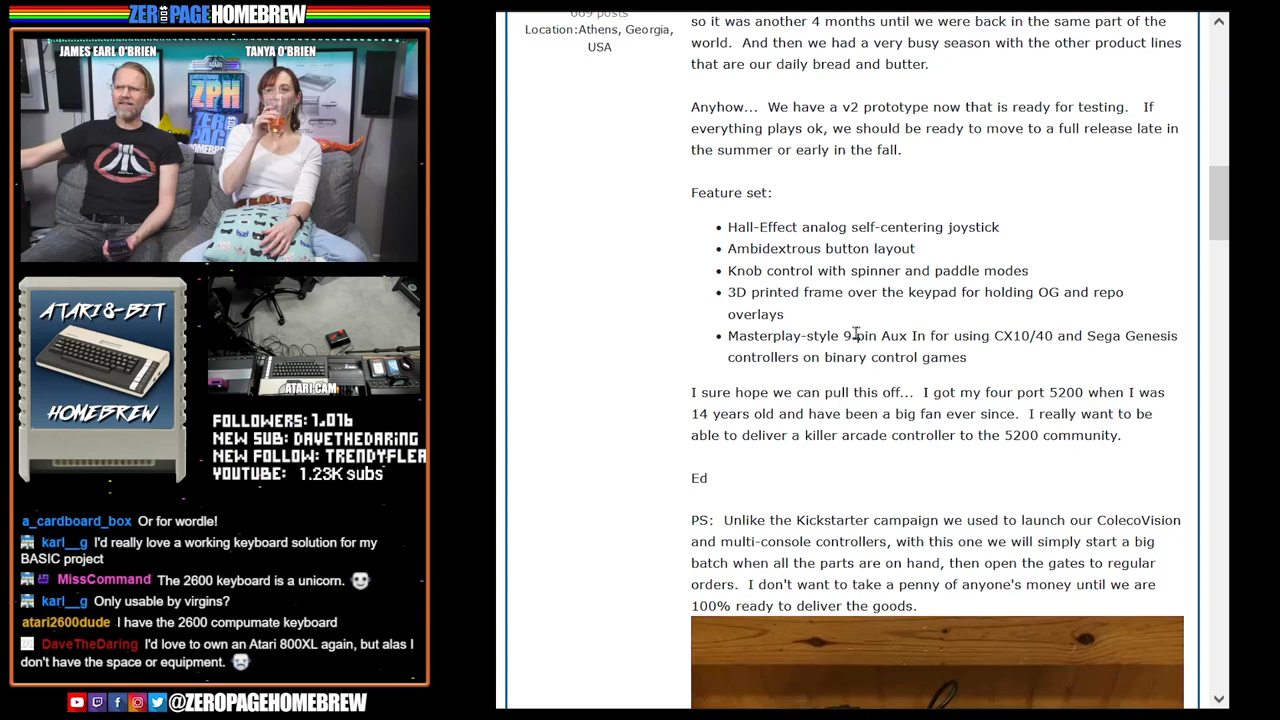 ZERO PAGE HOMEBREW
JAMES EARL O'BRIEN
TANYA O'BRIEN
ZPH
ATARI 8-BIT
HOMEBREW
ATARI CAM
FOLLOWERS: 1,016
NEW SUB: DAVETHEDARING
NEW FOLLOW: TRENDYFLEA
YOUTUBE: 1.23K subs
a_cardboard_box Or for wordle!
karl__g I'd really love a working keyboard solution for my
BASIC project
MissCommand The 2600 keyboard is a unicorn.
karl__g Only usable by virgins?
atari2600dude I have the 2600 compumate keyboard
DaveTheDaring I'd love to own an Atari 800XL again, but alas I
don't have the space or equipment.
@ZEROPAGEHOMEBREW
669 posts
Location:Athens, Georgia,
USA
so it was another 4 months until we were back in the same part of the
world. And then we had a very busy season with the other product lines
that are our daily bread and butter.
Anyhow... We have a v2 prototype now that is ready for testing. If
everything plays ok, we should be ready to move to a full release late in
the summer or early in the fall.
Feature set:
• Hall-Effect analog self-centering joystick
• Ambidextrous button layout
• Knob control with spinner and paddle modes
• 3D printed frame over the keypad for holding OG and repo
overlays
• Masterplay-style 9-pin Aux In for using CX10/40 and Sega Genesis
controllers on binary control games
I sure hope we can pull this off... I got my four port 5200 when I was
14 years old and have been a big fan ever since. I really want to be
able to deliver a killer arcade controller to the 5200 community.
Ed
PS: Unlike the Kickstarter campaign we used to launch our ColecoVision
and multi-console controllers, with this one we will simply start a big
batch when all the parts are on hand, then open the gates to regular
orders. I don't want to take a penny of anyone's money until we are
100% ready to deliver the goods.